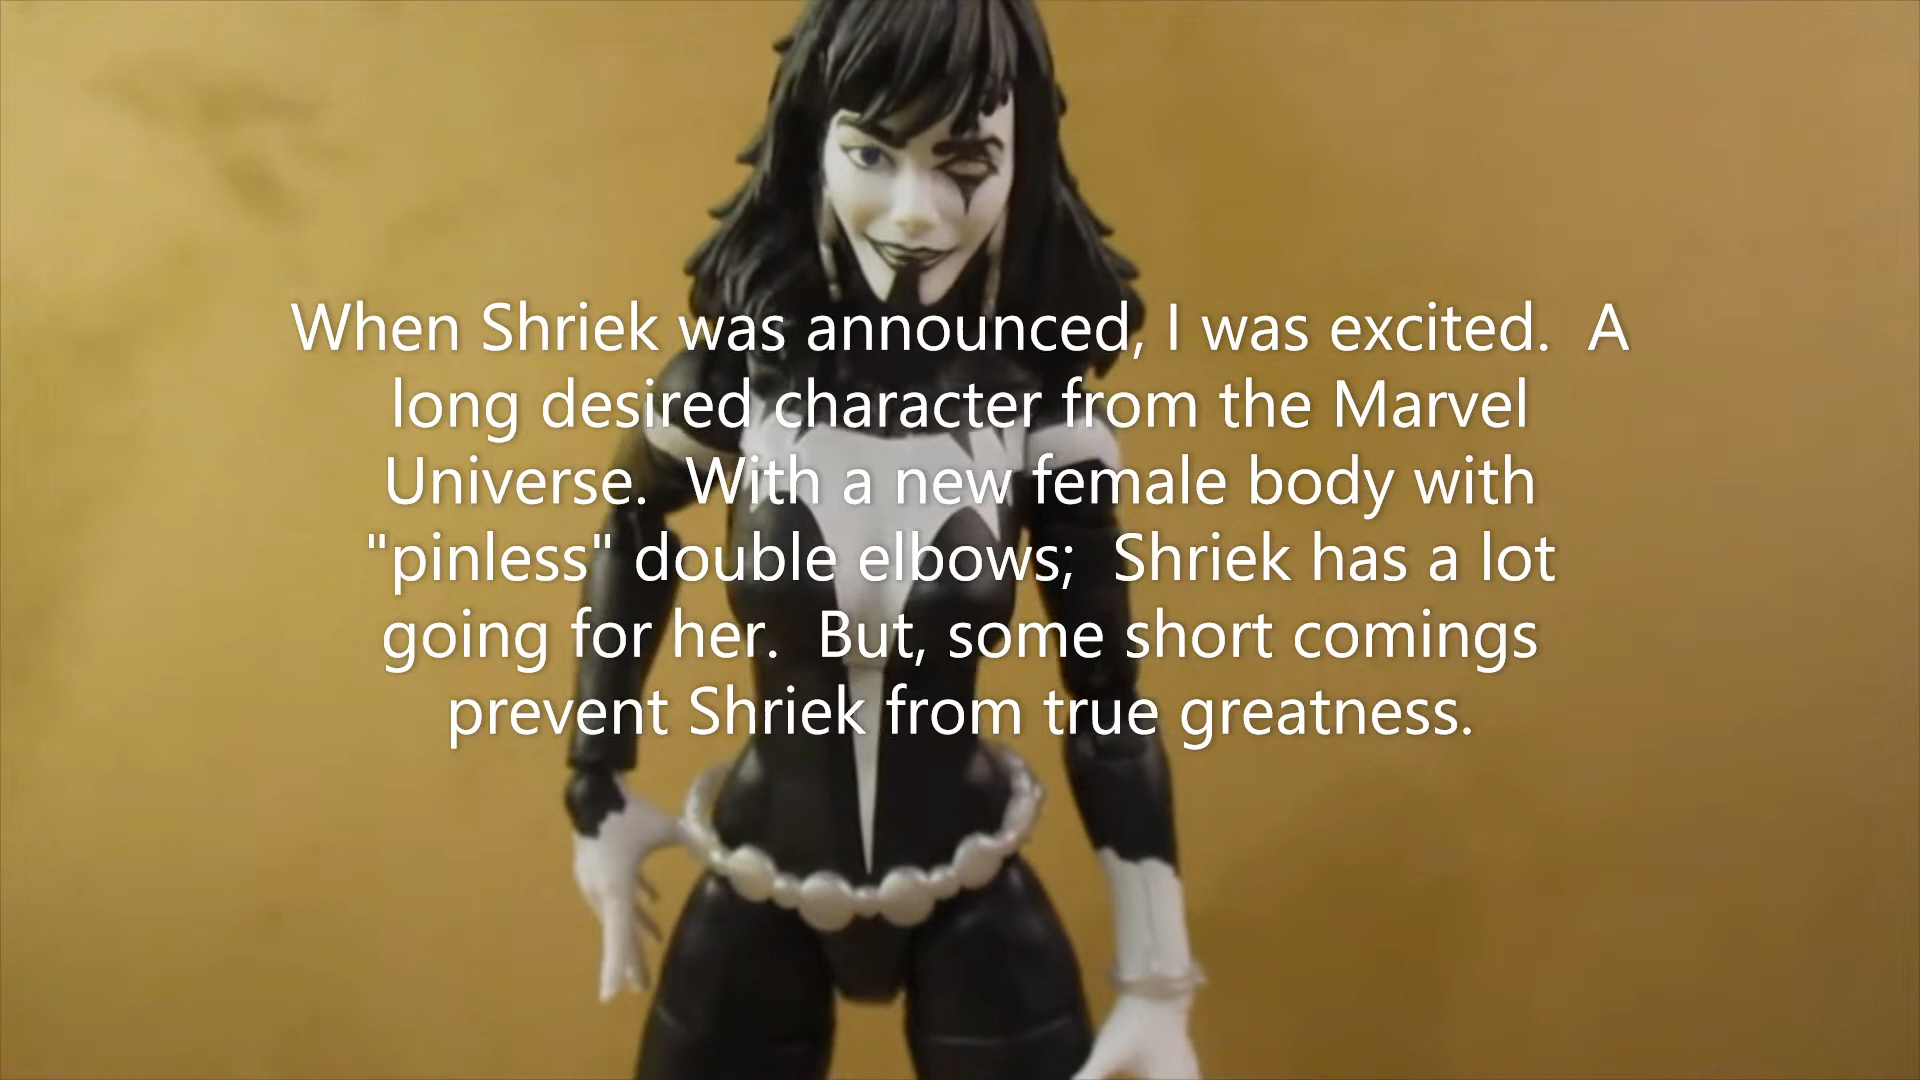 When Shriek was announced, I was excited.  A
long desired character from the Marvel
Universe.  With a new female body with
"pinless" double elbows;  Shriek has a lot
going for her.  But, some short comings
prevent Shriek from true greatness.